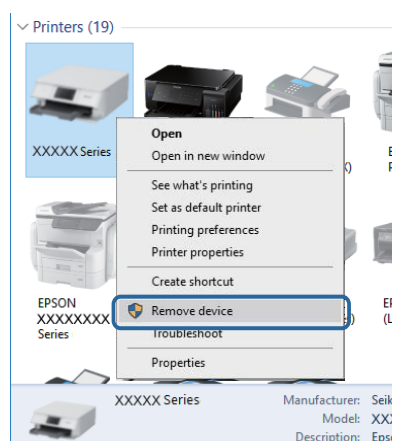 Printers (19)
XXXXX Series
Open
Open in new window
See what's printing
Set as default printer
Printing preferences
Printer properties
Create shortcut
Remove device
Troubleshoot
Properties
EPSON
XXXXXXXX
Series
XXXXX Series
Manufacturer:
Model:
Description: